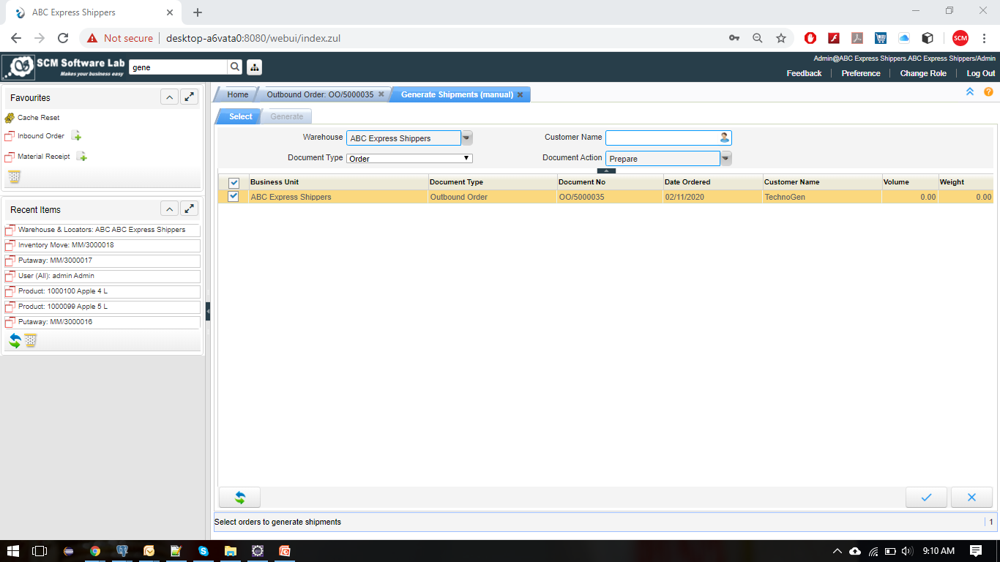 ABC Express Shippers
Not secure | desktop-a6vata0:8080/webui/index.zul
SCM
SCM Software Lab
Makes your business easy
gene
Admin@ABC Express Shippers.ABC Express Shippers/Admin
Feedback | Preference | Change Role | Log Out
Favourites
Cache Reset
Inbound Order
Material Receipt
Recent Items
Warehouse & Locators: ABC ABC Express Shippers
Inventory Move: MM/3000018
Putaway: MM/3000017
User (All): admin Admin
Product: 1000100 Apple 4 L
Product: 1000099 Apple 5 L
Putaway: MM/3000016
Home Outbound Order: OO/5000035 Generate Shipments (manual)
Select Generate
Warehouse ABC Express Shippers Customer Name
Document Type Order Document Action Prepare
Business Unit Document Type Document No Date Ordered Customer Name Volume Weight
ABC Express Shippers Outbound Order OO/5000035 02/11/2020 TechnoGen 0.00 0.00
Select orders to generate shipments 1
9:10 AM